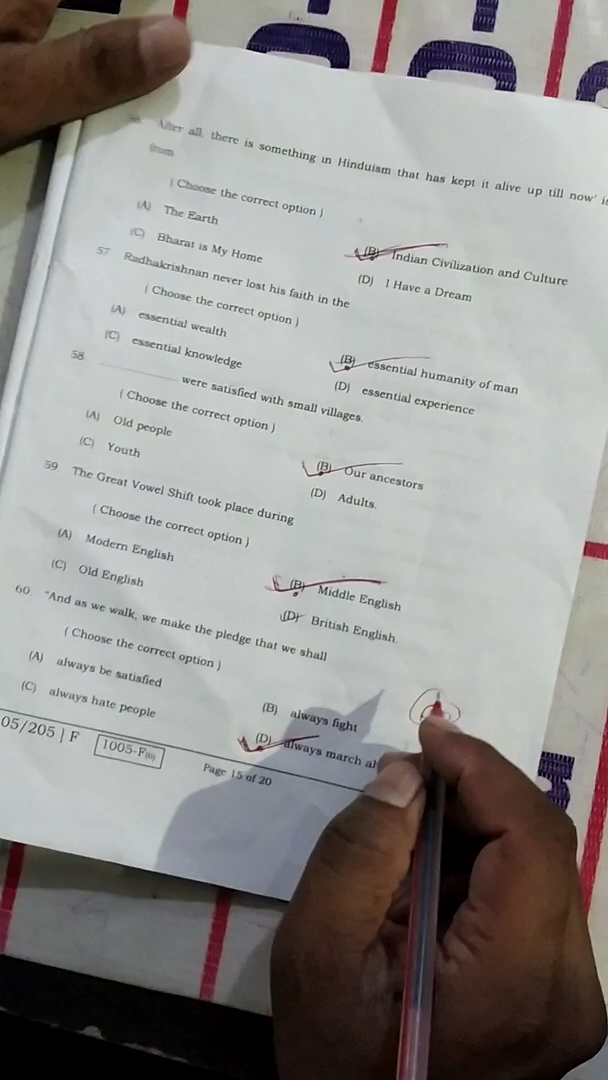 After all, there is something in Hinduism that has kept it alive up till now' is
from
( Choose the correct option )
(A) The Earth
(B) Indian Civilization and Culture
(C) Bharat is My Home
(D) I Have a Dream
57. Radhakrishnan never lost his faith in the
( Choose the correct option )
(A) essential wealth
(B) essential humanity of man
(C) essential knowledge
(D) essential experience
58. .................... were satisfied with small villages.
( Choose the correct option )
(A) Old people
(B) Our ancestors
(C) Youth
(D) Adults.
59. The Great Vowel Shift took place during
( Choose the correct option )
(A) Modern English
(B) Middle English
(C) Old English
(D) British English
60. "And as we walk, we make the pledge that we shall
( Choose the correct option )
(A) always be satisfied
(B) always fight
(C) always hate people
(D) always march
05/205 | F
1005-F(6)
Page 15 of 20